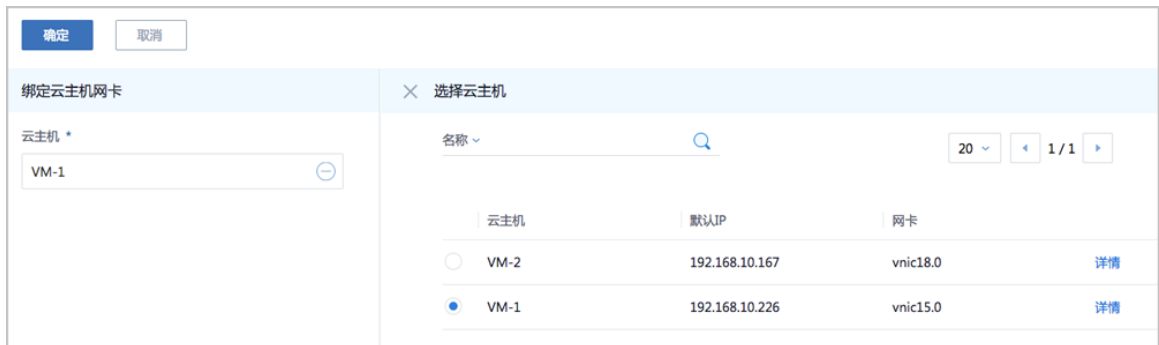 确定 取消
绑定云主机网卡
云主机 *
VM-1
选择云主机
名称
20 1 / 1
云主机 默认IP 网卡
VM-2 192.168.10.167 vnic18.0 详情
VM-1 192.168.10.226 vnic15.0 详情